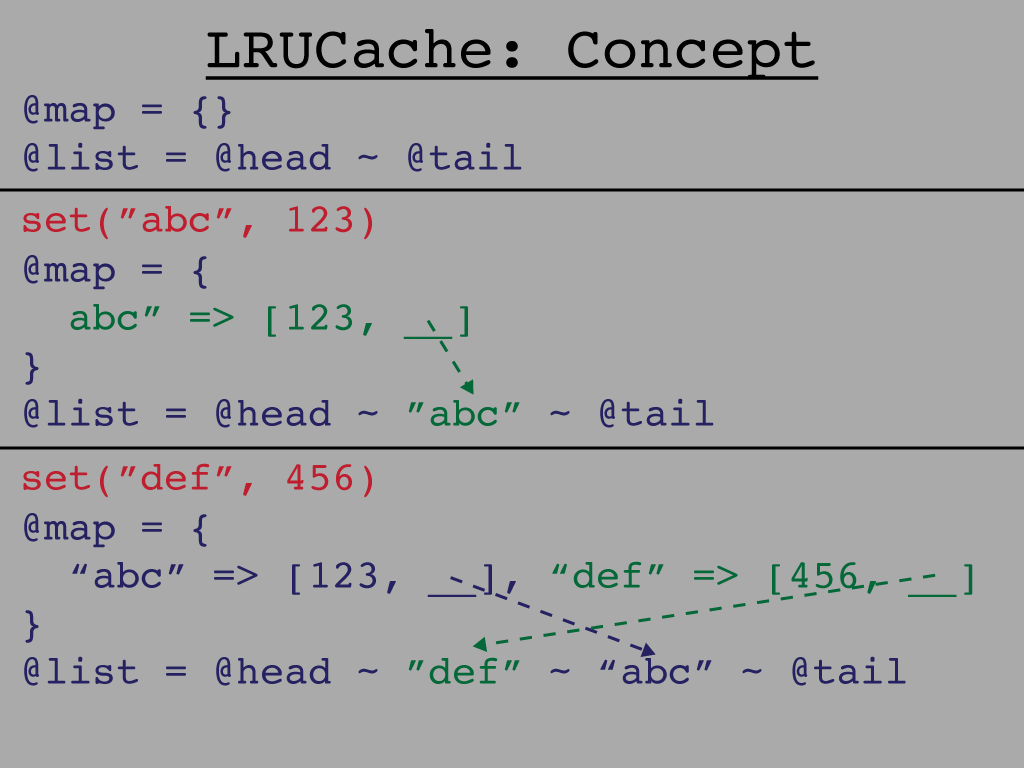 LRUCache: Concept
@map = {}
@list = @head ~ @tail
set(”abc”, 123)
@map = {
  abc” => [123, __]
}
@list = @head ~ ”abc” ~ @tail
set(”def”, 456)
@map = {
  “abc” => [123, __], “def” => [456, __]
}
@list = @head ~ ”def” ~ “abc” ~ @tail